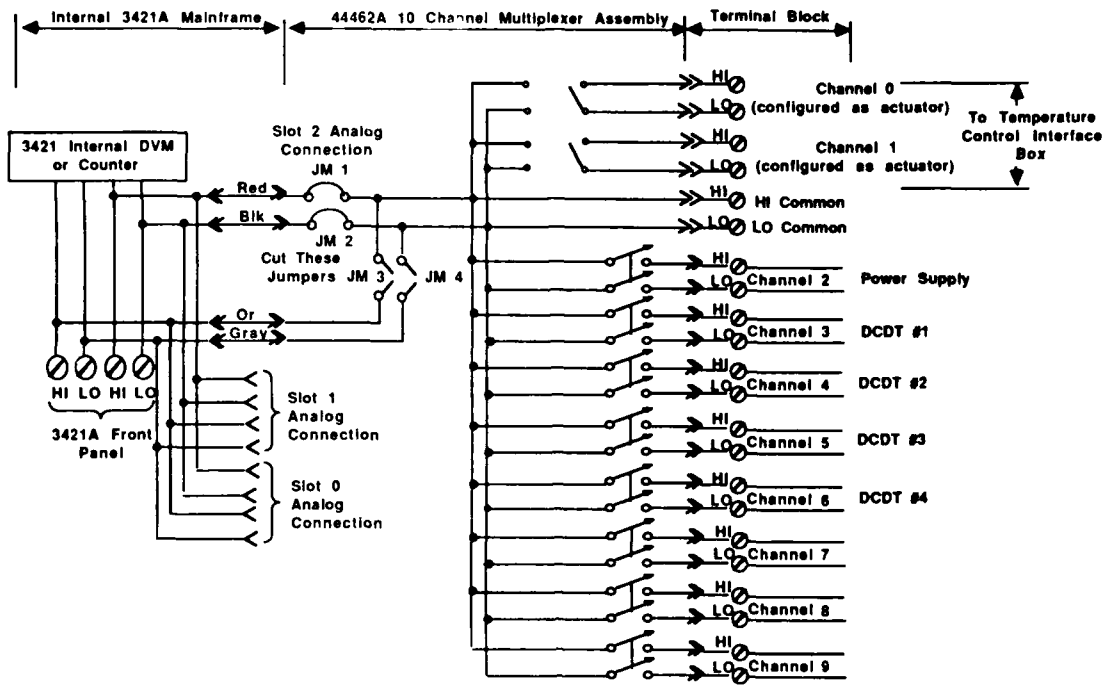 Internal 3421A Mainframe
44462A 10 Channel Multiplexer Assembly
Terminal Block
HI
LO
Channel 0
(configured as actuator)
HI
LO
Channel 1
(configured as actuator)
To Temperature
Control Interface
Box
3421 Internal DVM
or Counter
Slot 2 Analog
Connection
JM 1
Red
Blk
JM 2
Cut These
Jumpers
JM 3
JM 4
Or
Gray
HI
HI Common
LO
LO Common
HI LO HI LO
3421A Front
Panel
Slot 1
Analog
Connection
Slot 0
Analog
Connection
HI
LO
Channel 2
Power Supply
HI
LO
Channel 3
DCDT #1
HI
LO
Channel 4
DCDT #2
HI
LO
Channel 5
DCDT #3
HI
LO
Channel 6
DCDT #4
HI
LO
Channel 7
HI
LO
Channel 8
HI
LO
Channel 9